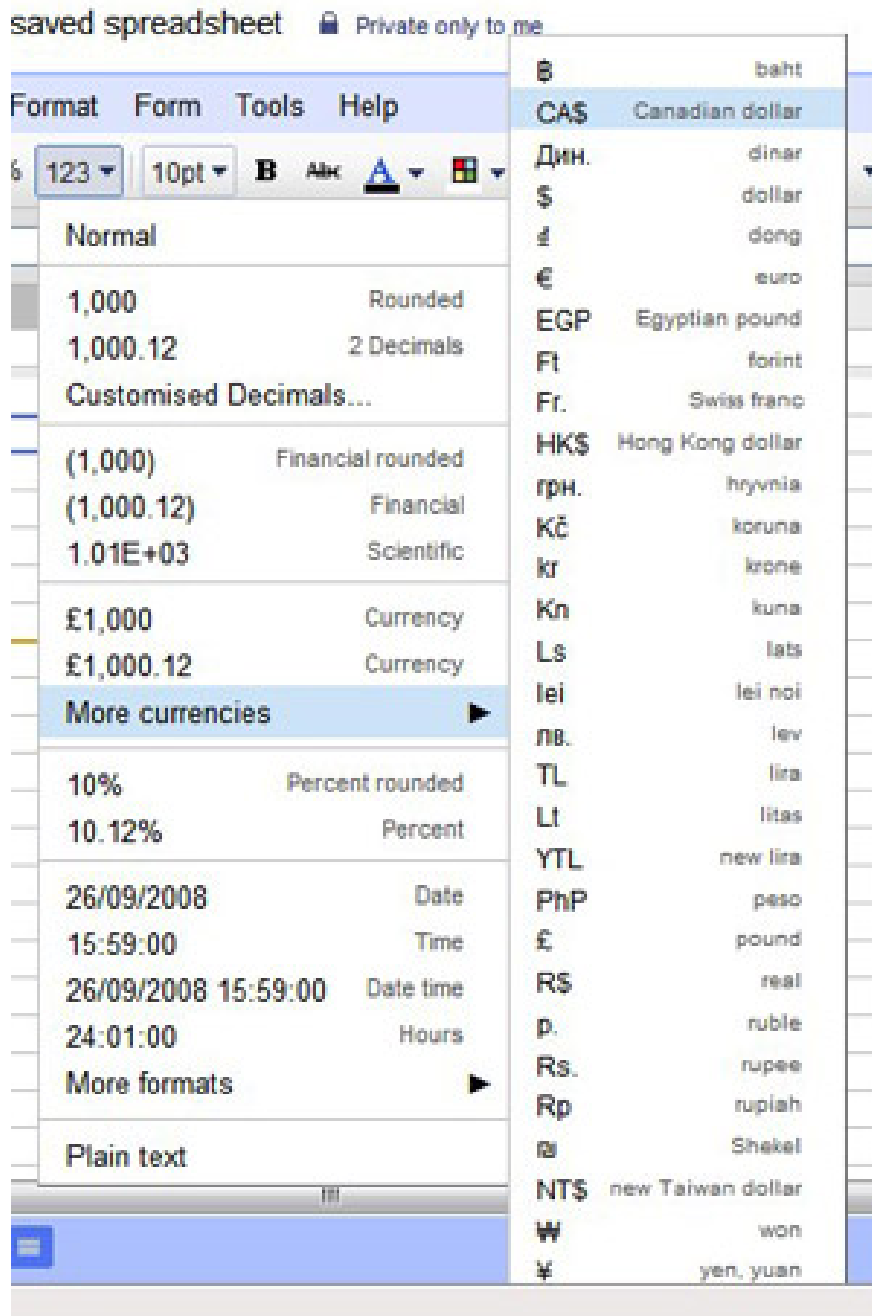 saved spreadsheet Private only to me
Format Form Tools Help
% 123 10pt B Abc A
Normal
1,000 Rounded
1,000.12 2 Decimals
Customised Decimals...
(1,000) Financial rounded
(1,000.12) Financial
1.01E+03 Scientific
£1,000 Currency
£1,000.12 Currency
More currencies
10% Percent rounded
10.12% Percent
26/09/2008 Date
15:59:00 Time
26/09/2008 15:59:00 Date time
24:01:00 Hours
More formats
Plain text
฿ baht
CA$ Canadian dollar
Дин. dinar
$ dollar
₫ dong
€ euro
EGP Egyptian pound
Ft forint
Fr. Swiss franc
HK$ Hong Kong dollar
грн. hryvnia
Kč koruna
kr krone
Kn kuna
Ls lats
lei lei noi
лв. lev
TL lira
Lt litas
YTL new lira
PhP peso
£ pound
R$ real
p. ruble
Rs. rupee
Rp rupiah
₪ Shekel
NT$ new Taiwan dollar
₩ won
¥ yen, yuan